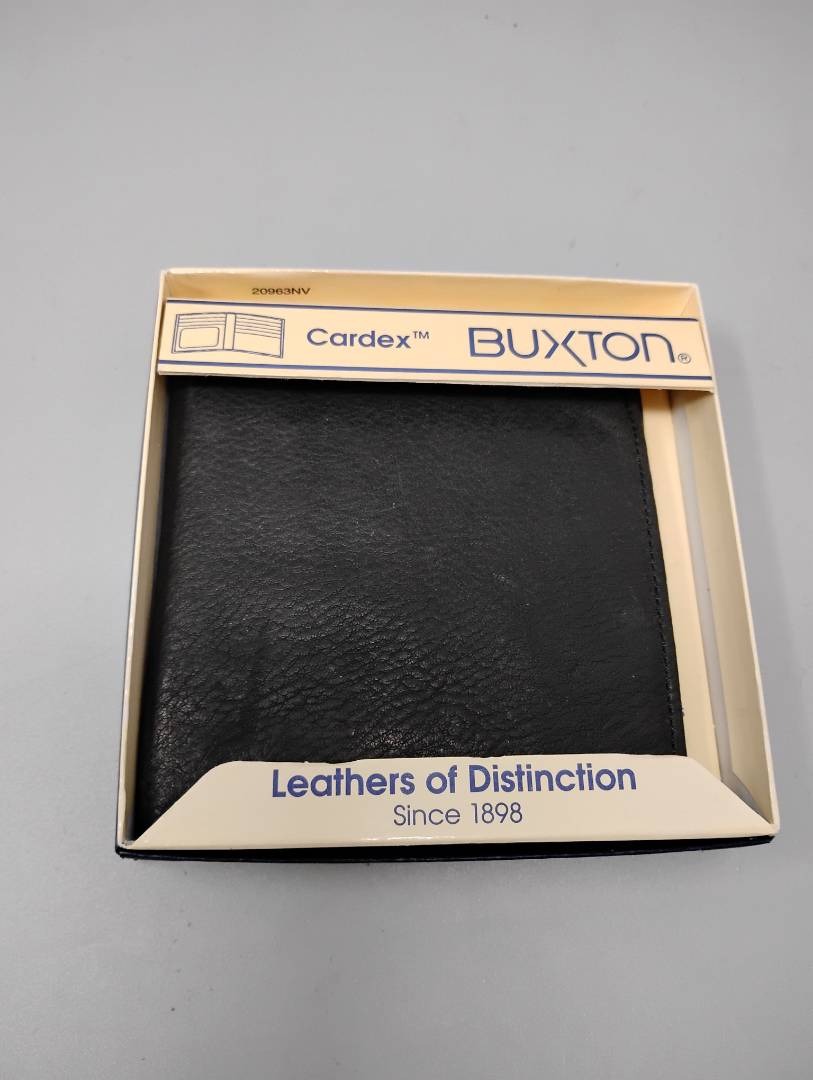 20963NV
Cardex™ BUXTON®
Leathers of Distinction
Since 1898